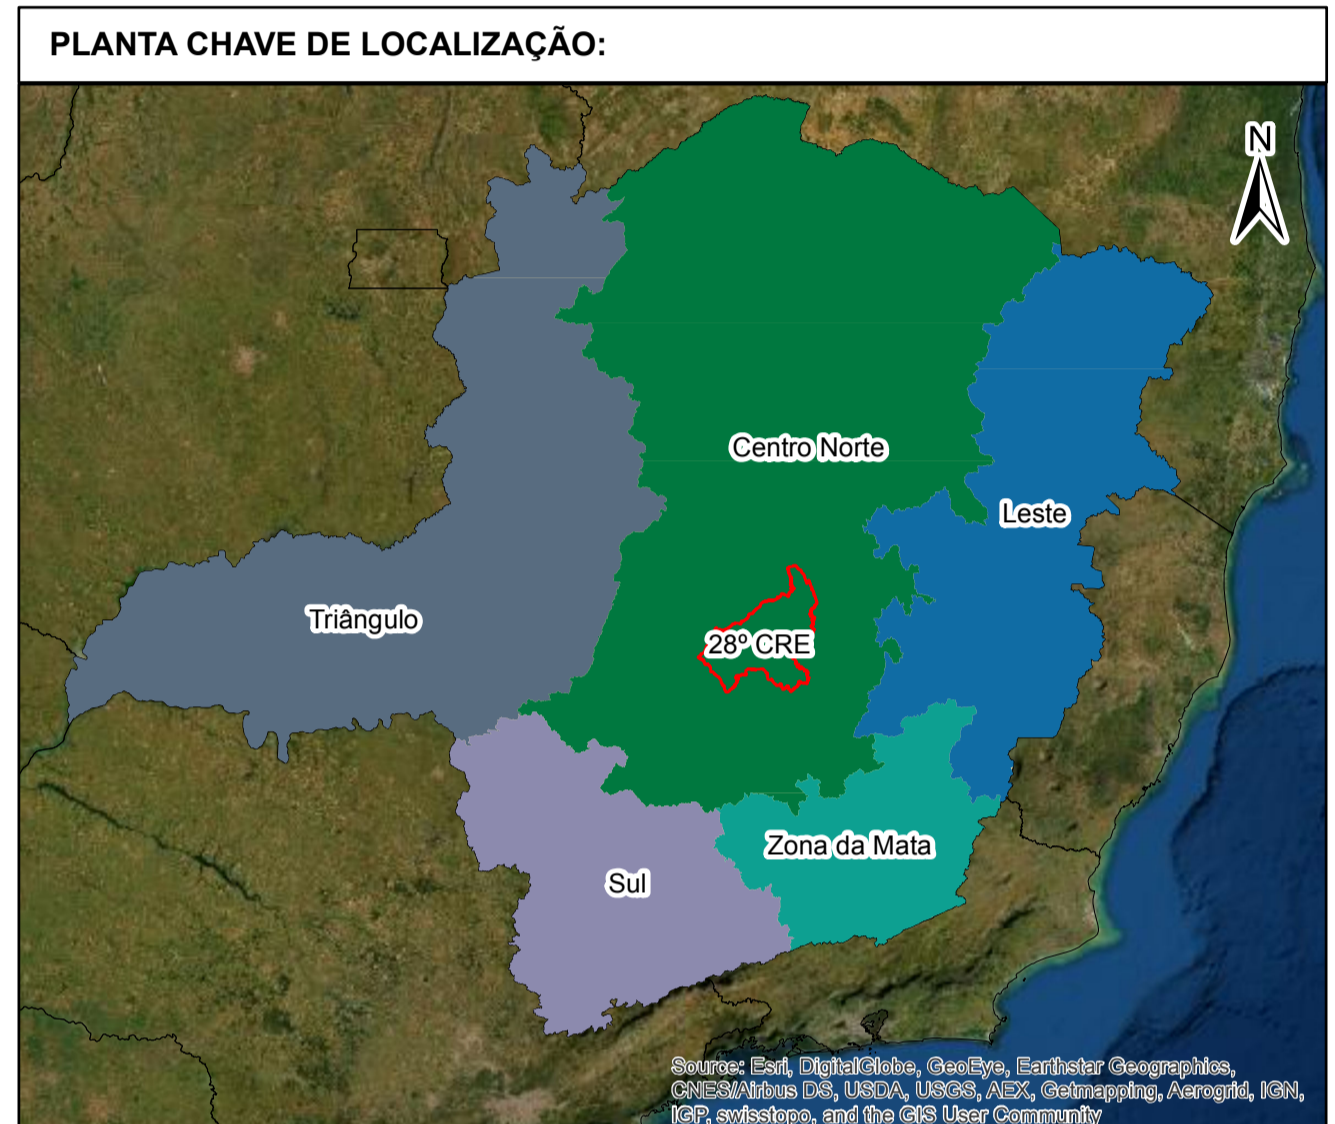 PLANTA CHAVE DE LOCALIZAÇÃO:
N
Centro Norte
Leste
Triângulo
28º CRE
Zona da Mata
Sul
Source: Esri, DigitalGlobe, GeoEye, Earthstar Geographics,
CNES/Airbus DS, USDA, USGS, AEX, Getmapping, Aerogrid, IGN,
IGP, swisstopo, and the GIS User Community